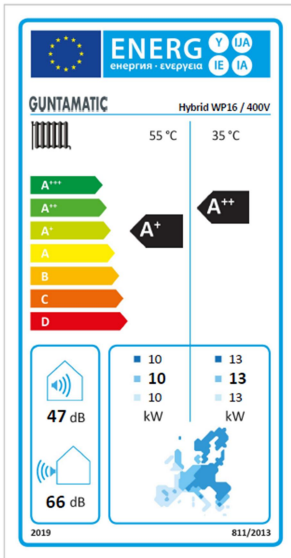 ENERG Y IJA
енергия · ενεργεια IE IA
GUNTAMATIC Hybrid WP16 / 400V
55 °C 35 °C
A+++
A++
A+
A
B
C
D
A+
A++
47 dB
66 dB
10 13
10 13
10 13
kW kW
2019 811/2013